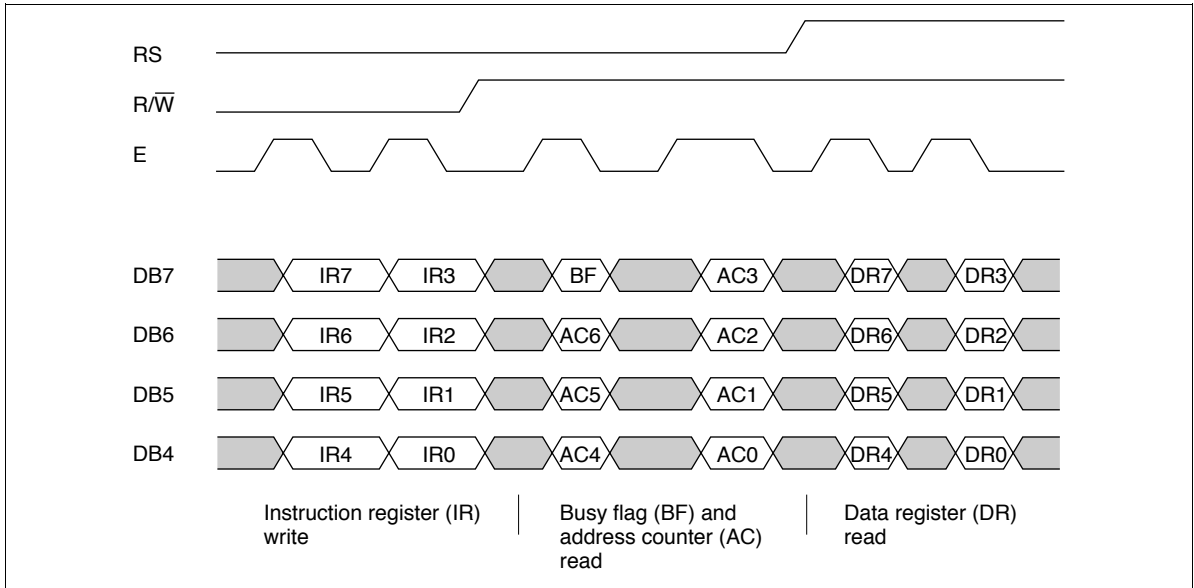 RS
R/W̅
E
DB7 IR7 IR3 BF AC3 DR7 DR3
DB6 IR6 IR2 AC6 AC2 DR6 DR2
DB5 IR5 IR1 AC5 AC1 DR5 DR1
DB4 IR4 IR0 AC4 AC0 DR4 DR0
Instruction register (IR)
write
Busy flag (BF) and
address counter (AC)
read
Data register (DR)
read